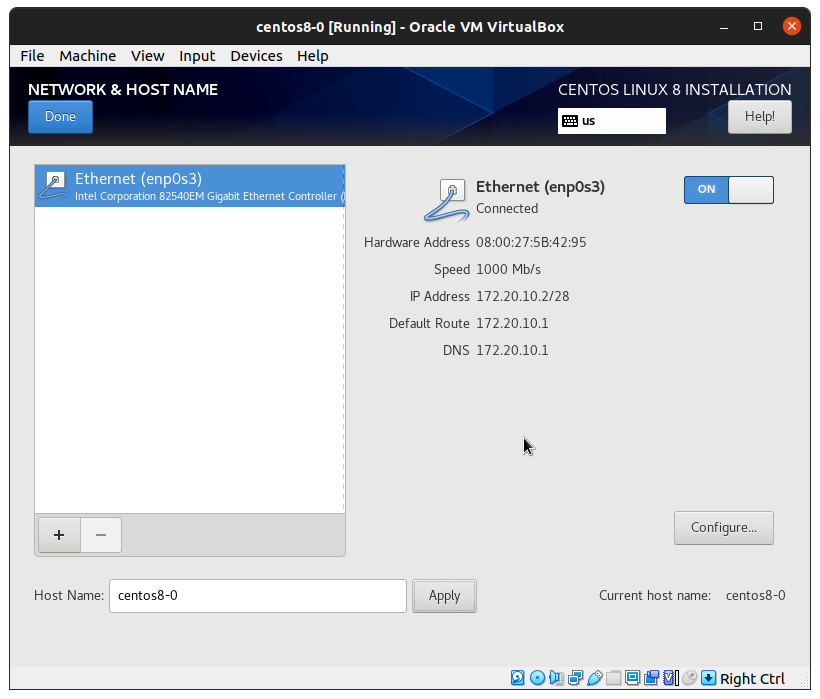 centos8-0 [Running] - Oracle VM VirtualBox
File Machine View Input Devices Help
NETWORK & HOST NAME
CENTOS LINUX 8 INSTALLATION
Done
us
Help!
Ethernet (enp0s3)
Intel Corporation 82540EM Gigabit Ethernet Controller (
Ethernet (enp0s3)
Connected
ON
Hardware Address 08:00:27:5B:42:95
Speed 1000 Mb/s
IP Address 172.20.10.2/28
Default Route 172.20.10.1
DNS 172.20.10.1
+ −
Configure...
Host Name: centos8-0 Apply Current host name: centos8-0
Right Ctrl